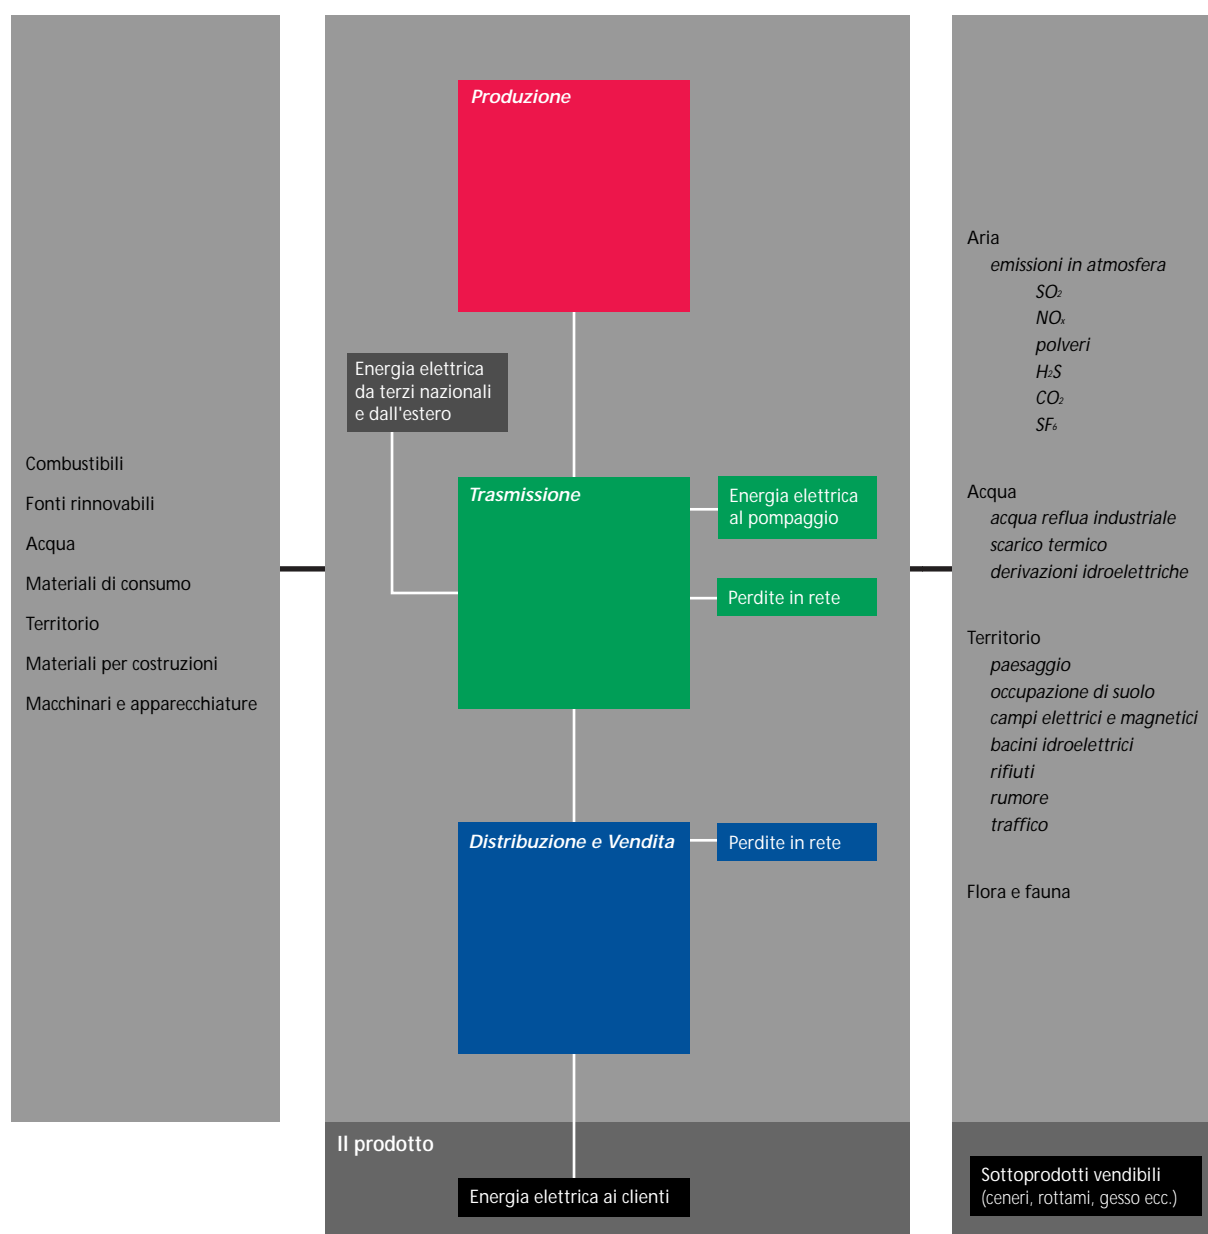 Combustibili
Fonti rinnovabili
Acqua
Materiali di consumo
Territorio
Materiali per costruzioni
Macchinari e apparecchiature
Produzione
Energia elettrica
da terzi nazionali
e dall'estero
Trasmissione
Energia elettrica
al pompaggio
Perdite in rete
Distribuzione e Vendita
Perdite in rete
Il prodotto
Energia elettrica ai clienti
Aria
emissioni in atmosfera
SO₂
NOₓ
polveri
H₂S
CO₂
SF₆
Acqua
acqua reflua industriale
scarico termico
derivazioni idroelettriche
Territorio
paesaggio
occupazione di suolo
campi elettrici e magnetici
bacini idroelettrici
rifiuti
rumore
traffico
Flora e fauna
Sottoprodotti vendibili
(ceneri, rottami, gesso ecc.)